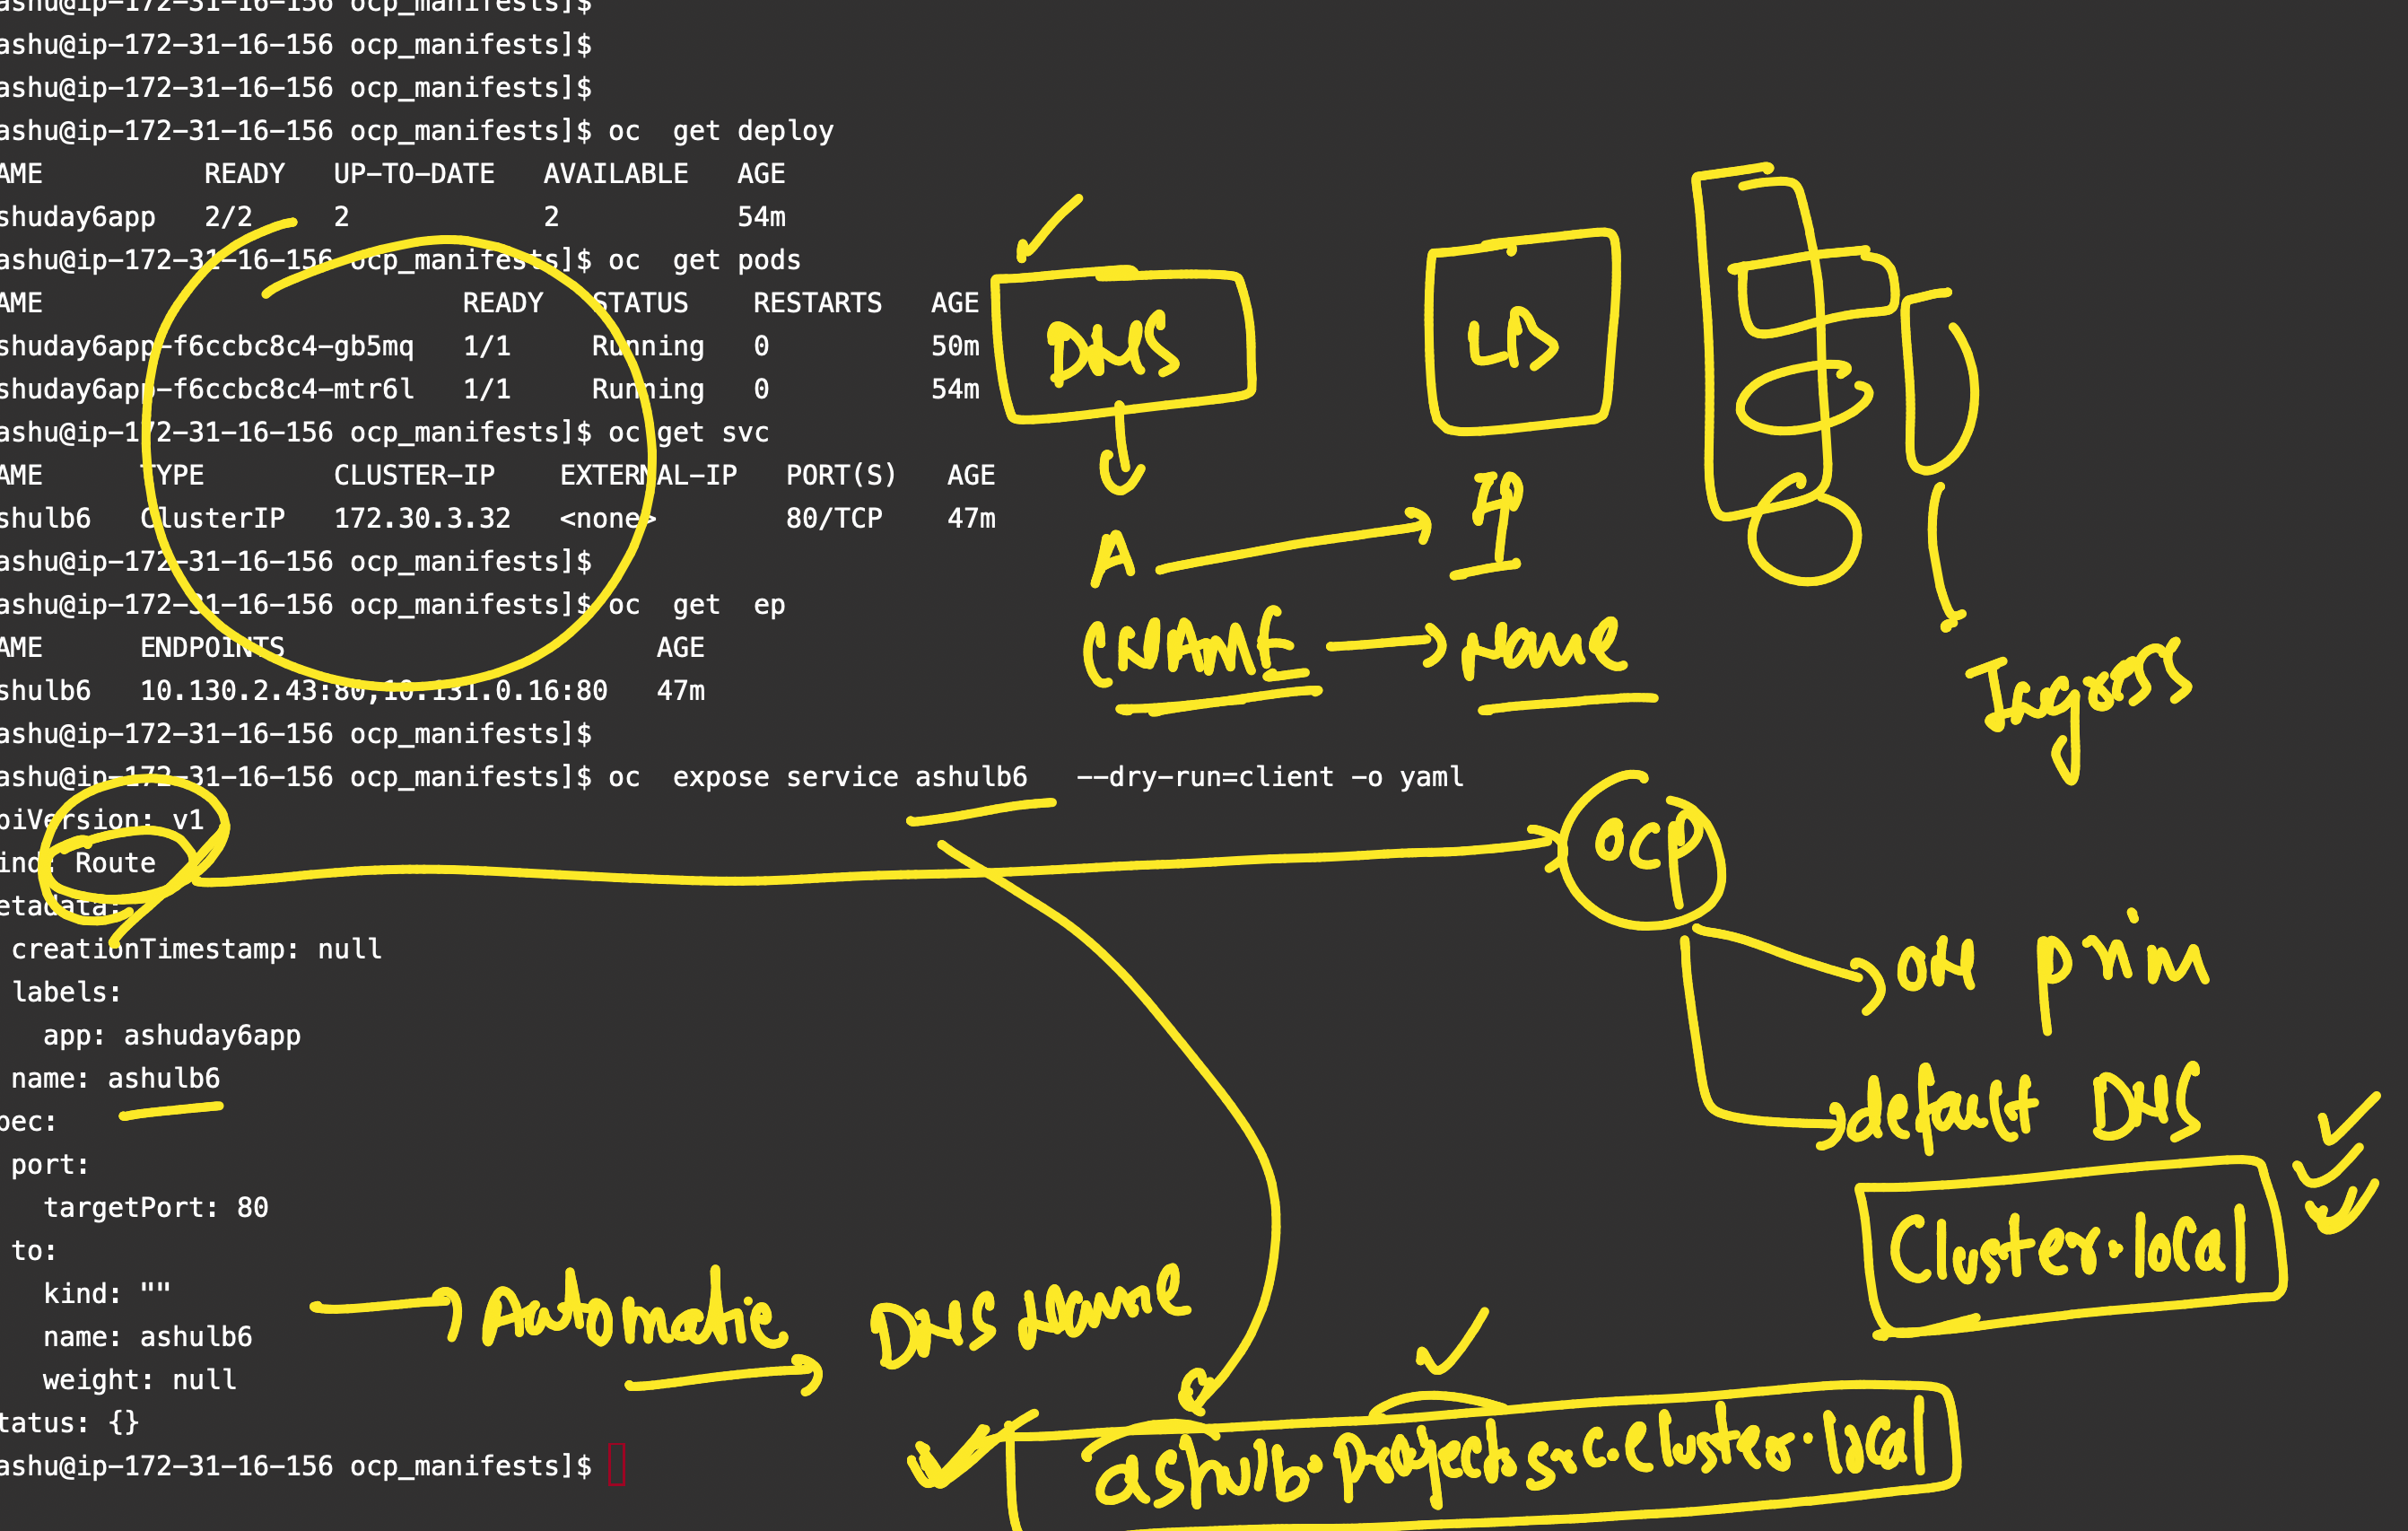 ashu@ip-172-31-16-156 ocp_manifests]$
ashu@ip-172-31-16-156 ocp_manifests]$
ashu@ip-172-31-16-156 ocp_manifests]$
ashu@ip-172-31-16-156 ocp_manifests]$ oc  get deploy
AME          READY   UP-TO-DATE   AVAILABLE   AGE
shuday6app   2/2     2            2           54m
ashu@ip-172-31-16-156 ocp_manifests]$ oc  get pods
AME                          READY   STATUS    RESTARTS   AGE
shuday6app-f6ccbc8c4-gb5mq   1/1     Running   0          50m
shuday6app-f6ccbc8c4-mtr6l   1/1     Running   0          54m
ashu@ip-172-31-16-156 ocp_manifests]$ oc get svc
AME      TYPE        CLUSTER-IP    EXTERNAL-IP   PORT(S)   AGE
shulb6   ClusterIP   172.30.3.32   <none>        80/TCP    47m
ashu@ip-172-31-16-156 ocp_manifests]$
ashu@ip-172-31-16-156 ocp_manifests]$ oc  get  ep
AME      ENDPOINTS                       AGE
shulb6   10.130.2.43:80,10.131.0.16:80   47m
ashu@ip-172-31-16-156 ocp_manifests]$
ashu@ip-172-31-16-156 ocp_manifests]$ oc  expose service ashulb6   --dry-run=client -o yaml
piVersion: v1
ind: Route
etadata:
creationTimestamp: null
labels:
app: ashuday6app
name: ashulb6
pec:
port:
targetPort: 80
to:
kind: ""
name: ashulb6
weight: null
tatus: {}
ashu@ip-172-31-16-156 ocp_manifests]$
DNS
LB
A
IP
CNAME
Name
Ingress
ocp
on prim
default DNS
Cluster.local
Automatic DNS Name
ashulb.project.svc.cluster.local